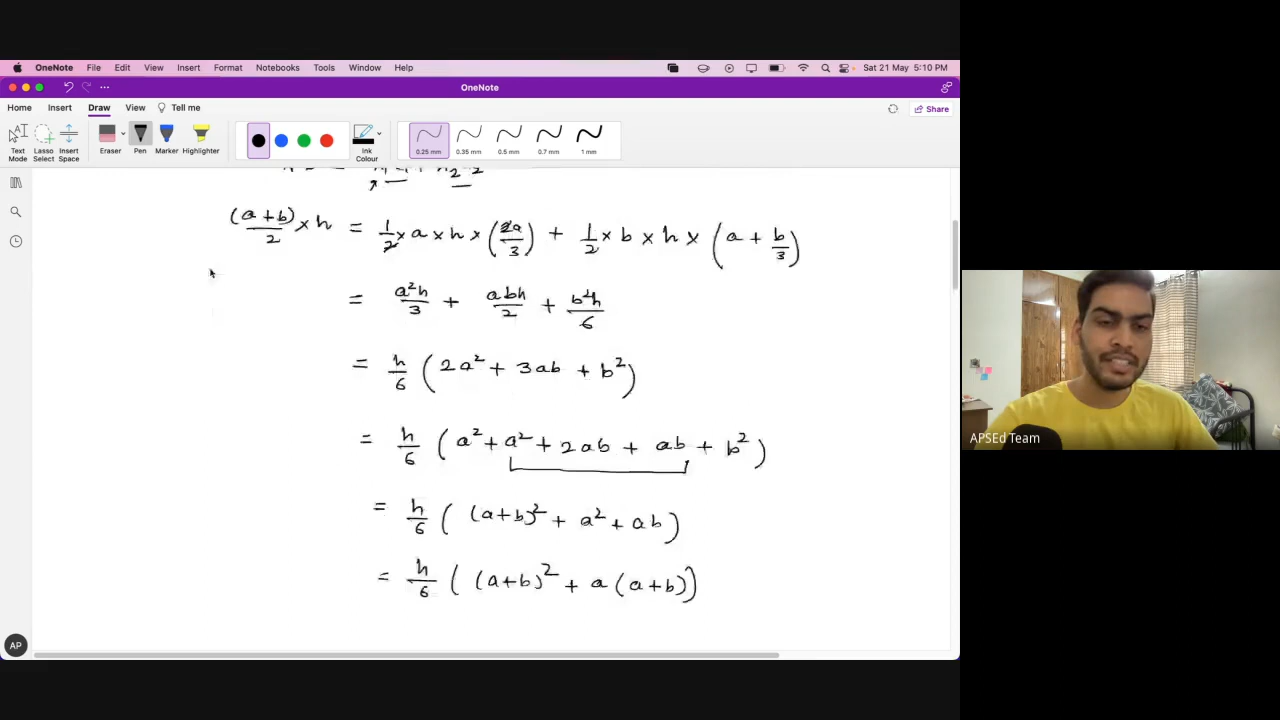 OneNote File Edit View Insert Format Notebooks Tools Window Help Sat 21 May 5:10 PM
OneNote
Home Insert Draw View Tell me Share
Text Mode Lasso Select Insert Space Eraser Pen Marker Highlighter Ink Colour 0.25 mm 0.35 mm 0.5 mm 0.7 mm 1 mm
(a+b)/2 × h = 1/2 × a × h × (2a/3) + 1/2 × b × h × (a + b/3)
= a²h/3 + abh/2 + b²h/6
= h/6 (2a² + 3ab + b²)
= h/6 (a² + a² + 2ab + ab + b²)
= h/6 ((a+b)² + a² + ab)
= h/6 ((a+b)² + a(a+b))
APSEd Team
AP